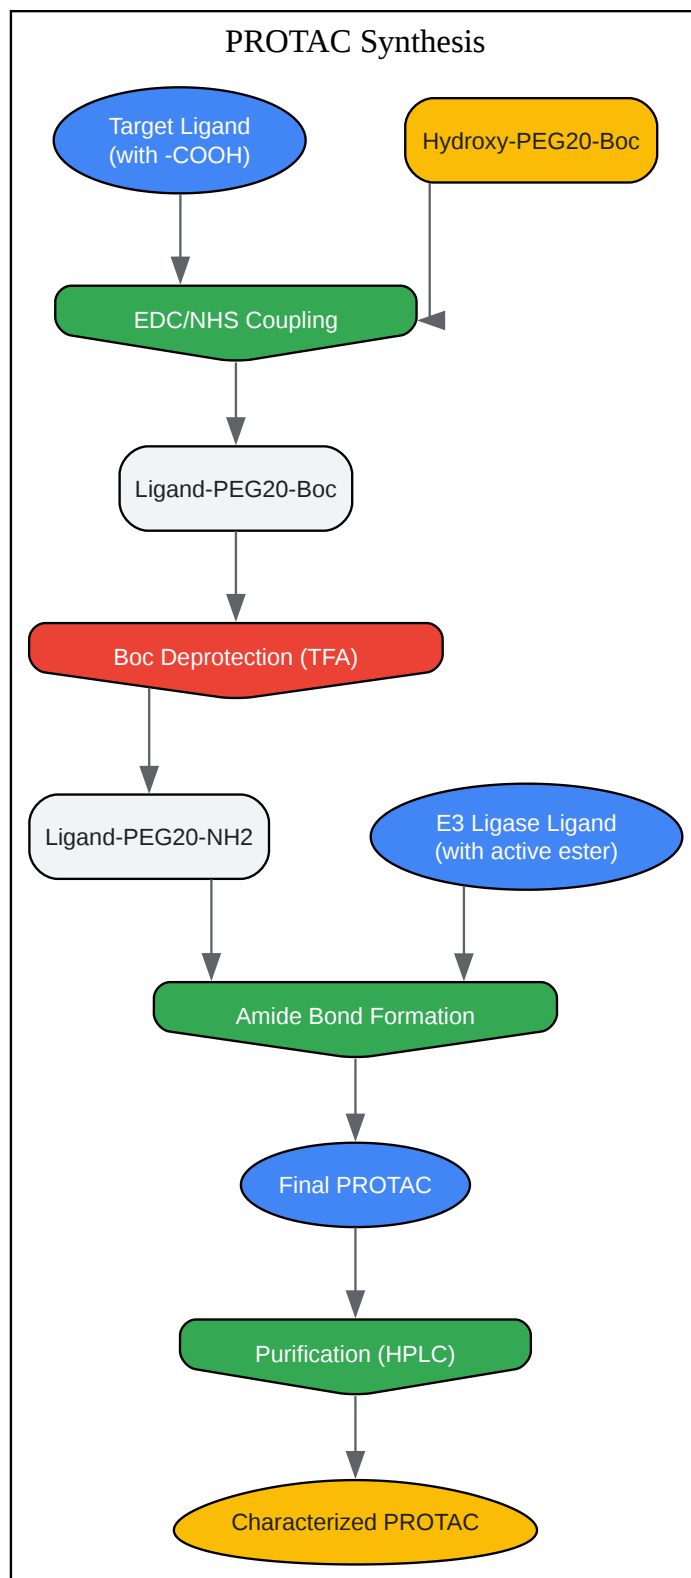 PROTAC Synthesis
Target Ligand
(with -COOH)
Hydroxy-PEG20-Boc
EDC/NHS Coupling
Ligand-PEG20-Boc
Boc Deprotection (TFA)
Ligand-PEG20-NH2
E3 Ligase Ligand
(with active ester)
Amide Bond Formation
Final PROTAC
Purification (HPLC)
Characterized PROTAC